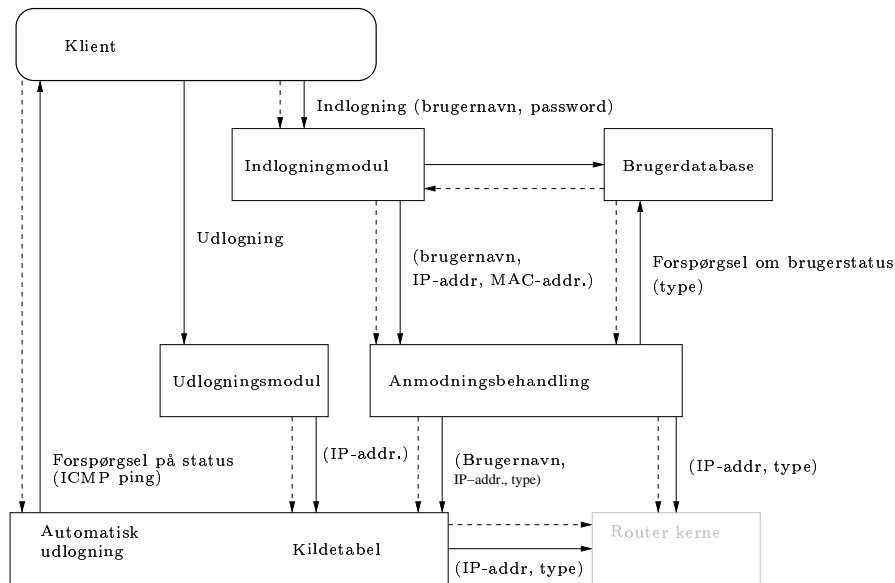 Klient
Indlogning (brugernavn, password)
Indlogningmodul
Brugerdatabase
Udlogning
(brugernavn,
IP-addr, MAC-addr.)
Forspørgsel om brugerstatus
(type)
Udlogningsmodul
Anmodningsbehandling
Forspørgsel på status
(ICMP ping)
(IP-addr.)
(Brugernavn,
IP–addr., type)
(IP-addr, type)
Automatisk
udlogning
Kildetabel
Router kerne
(IP-addr, type)